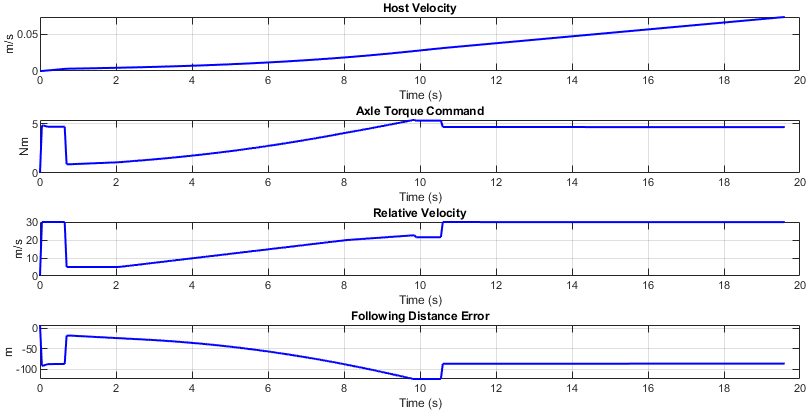 Host Velocity
m/s
0.05
0
0 2 4 6 8 10 12 14 16 18 20
Time (s)
Axle Torque Command
Nm
5
0
0 2 4 6 8 10 12 14 16 18 20
Time (s)
Relative Velocity
m/s
30
20
10
0
0 2 4 6 8 10 12 14 16 18 20
Time (s)
Following Distance Error
m
0
-50
-100
0 2 4 6 8 10 12 14 16 18 20
Time (s)